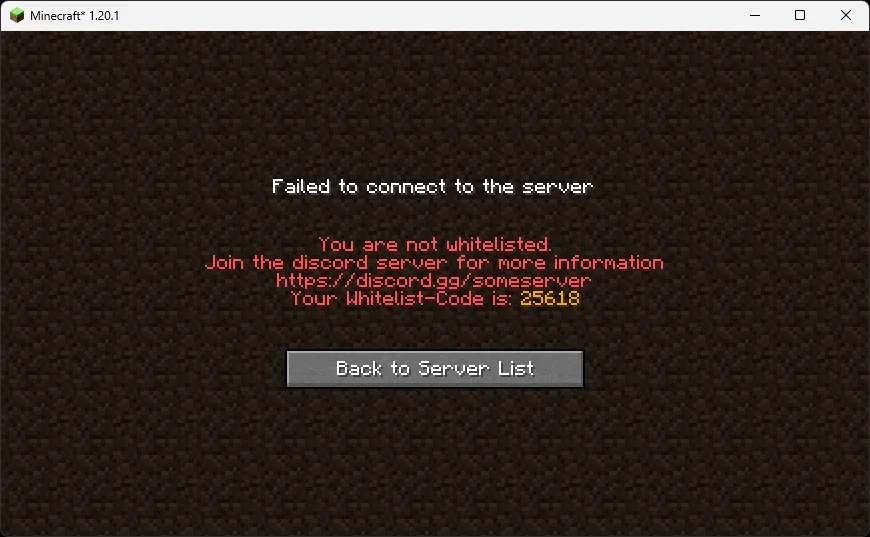 Minecraft* 1.20.1
Failed to connect to the server
You are not whitelisted.
Join the discord server for more information
https://discord.gg/someserver
Your Whitelist-Code is: 25618
Back to Server List